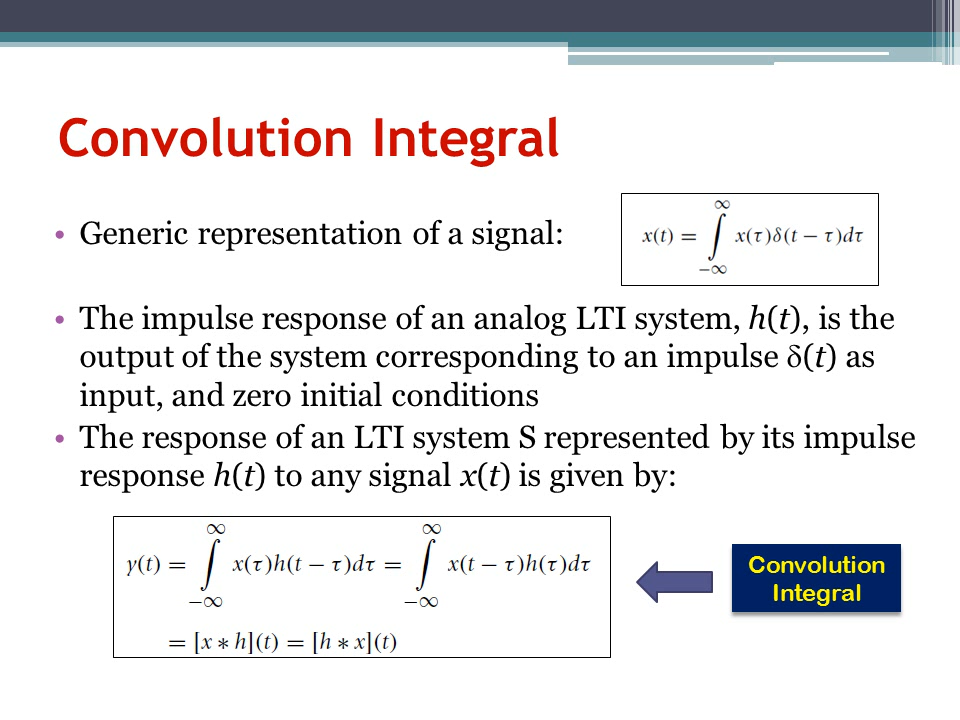 Convolution Integral
• Generic representation of a signal:
x(t) = ∫_{−∞}^{∞} x(τ)δ(t − τ)dτ
• The impulse response of an analog LTI system, h(t), is the
output of the system corresponding to an impulse δ(t) as
input, and zero initial conditions
• The response of an LTI system S represented by its impulse
response h(t) to any signal x(t) is given by:
y(t) = ∫_{−∞}^{∞} x(τ)h(t − τ)dτ = ∫_{−∞}^{∞} x(t − τ)h(τ)dτ
= [x ∗ h](t) = [h ∗ x](t)
Convolution
Integral